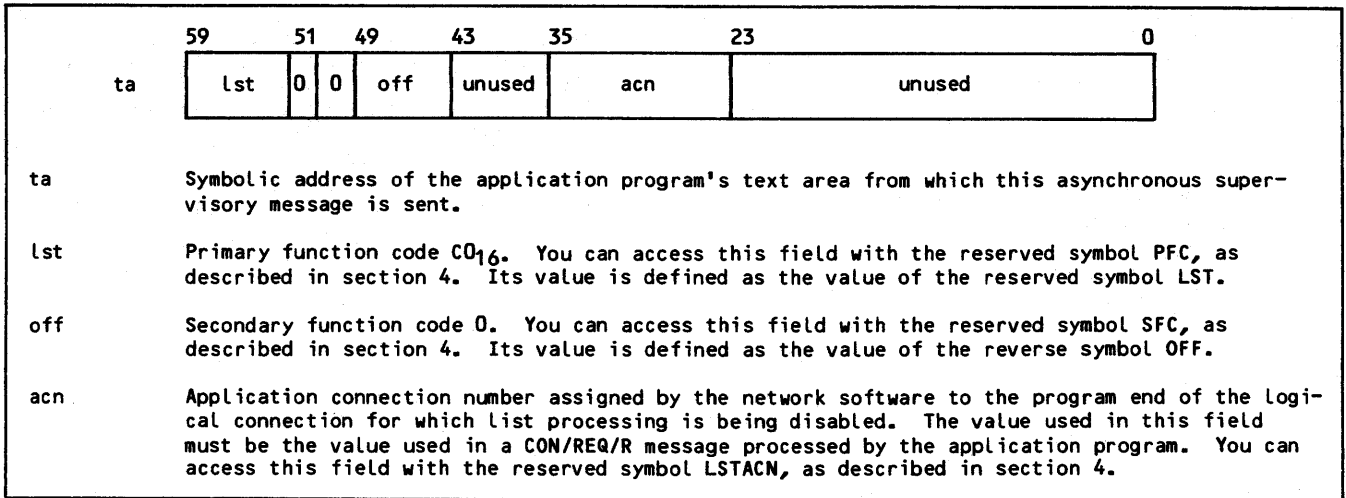 59 51 49 43 35 23 0
ta lst 0 0 off unused acn unused
ta Symbolic address of the application program's text area from which this asynchronous super-
visory message is sent.
lst Primary function code C0₁₆. You can access this field with the reserved symbol PFC, as
described in section 4. Its value is defined as the value of the reserved symbol LST.
off Secondary function code 0. You can access this field with the reserved symbol SFC, as
described in section 4. Its value is defined as the value of the reverse symbol OFF.
acn Application connection number assigned by the network software to the program end of the logi-
cal connection for which list processing is being disabled. The value used in this field
must be the value used in a CON/REQ/R message processed by the application program. You can
access this field with the reserved symbol LSTACN, as described in section 4.